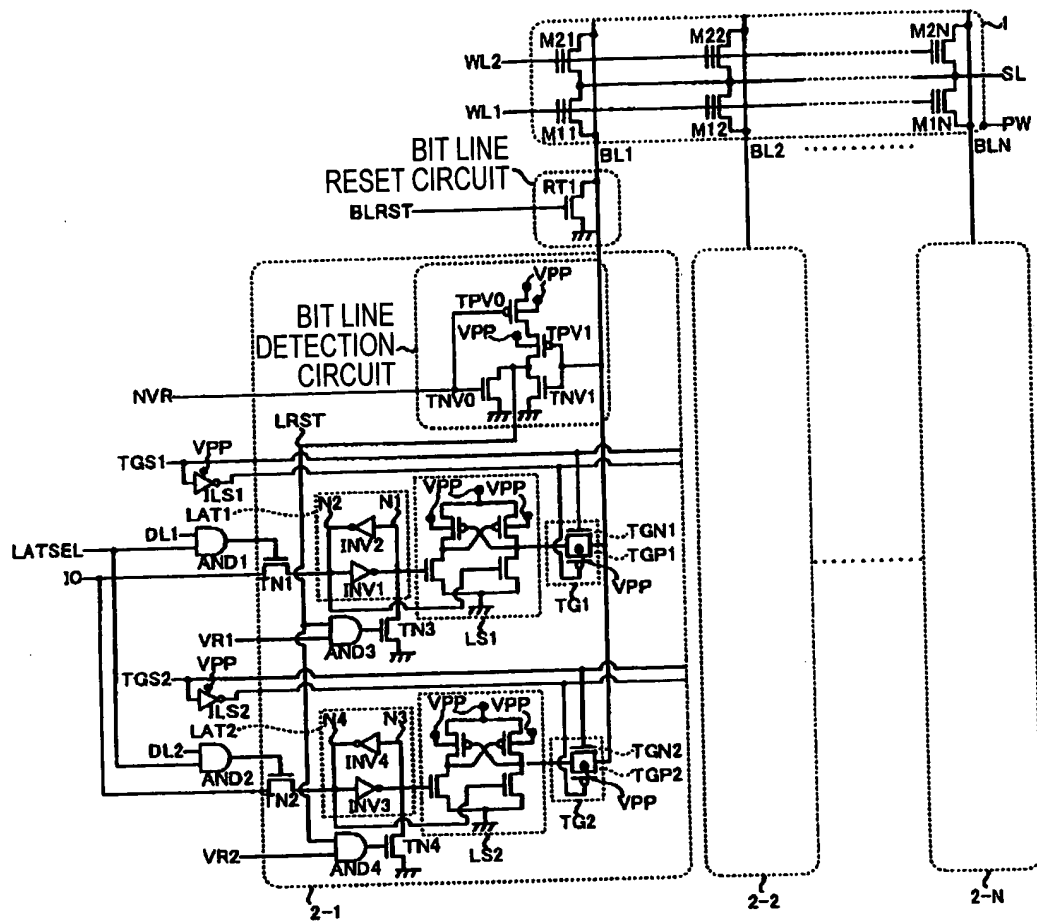 M21
M22
M2N
1
WL2
SL
WL1
M11
M12
M1N
PW
BL1
BL2
BLN
BIT LINE
RESET CIRCUIT
RT1
BLRST
VPP
TPV0
VPP
TPV1
BIT LINE
DETECTION
CIRCUIT
NVR
TNV0
TNV1
LRST
VPP
TGS1
ILS1
LAT1
N2
N1
VPP
VPP
TGN1
TGP1
DL1
LATSEL
AND1
INV2
IO
TN1
INV1
VPP
TG1
TN3
LS1
VR1
AND3
TGS2
VPP
ILS2
LAT2
N4
N3
VPP
VPP
TGN2
TGP2
DL2
AND2
INV4
TN2
INV3
VPP
TG2
TN4
LS2
VR2
AND4
2-1
2-2
2-N